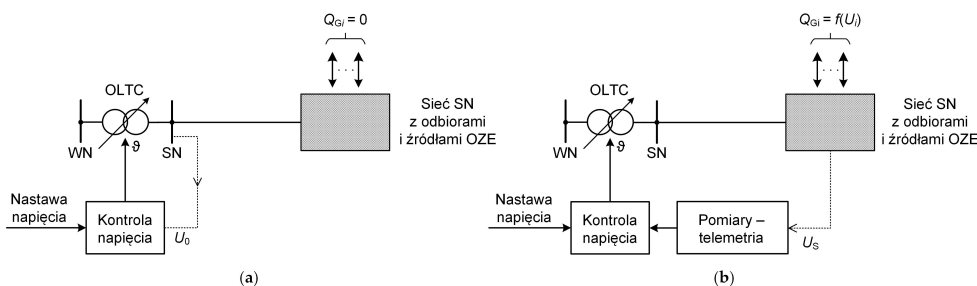 Q_Gi = 0
OLTC
WN
ϑ
SN
Sieć SN
z odbiorami
i źródłami OZE
Nastawa
napięcia
Kontrola
napięcia
U_0
(a)
Q_Gi = f(U_i)
OLTC
WN
ϑ
SN
Sieć SN
z odbiorami
i źródłami OZE
Nastawa
napięcia
Kontrola
napięcia
Pomiary –
telemetria
U_S
(b)